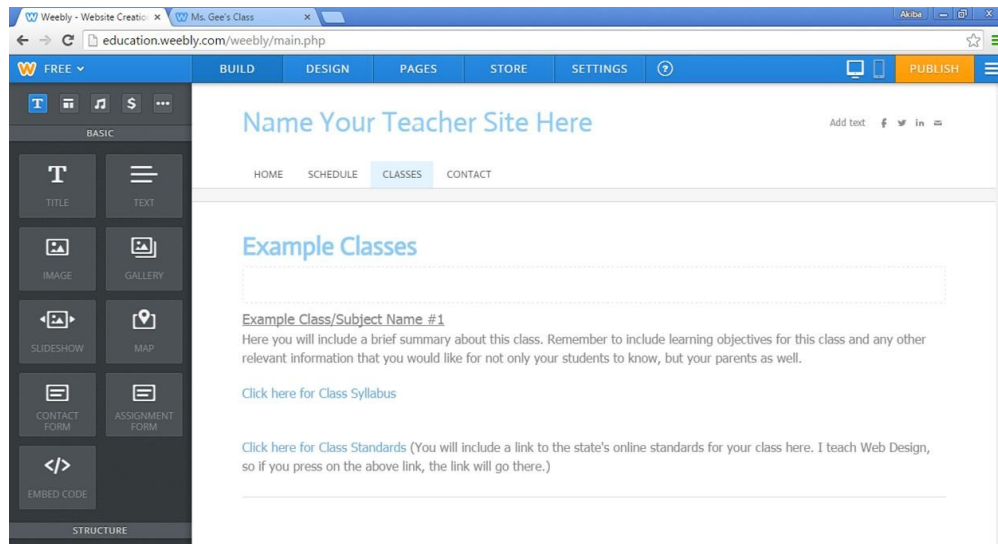 Weebly - Website Creatio
Ms. Gee's Class
Akiba
education.weebly.com/weebly/main.php
FREE
BUILD
DESIGN
PAGES
STORE
SETTINGS
?
PUBLISH
T
$
BASIC
Name Your Teacher Site Here
Add text
f
in
HOME
SCHEDULE
CLASSES
CONTACT
T
TITLE
TEXT
IMAGE
GALLERY
SLIDESHOW
MAP
CONTACT
FORM
ASSIGNMENT
FORM
</>
EMBED CODE
STRUCTURE
Example Classes
Example Class/Subject Name #1
Here you will include a brief summary about this class. Remember to include learning objectives for this class and any other
relevant information that you would like for not only your students to know, but your parents as well.
Click here for Class Syllabus
Click here for Class Standards (You will include a link to the state's online standards for your class here. I teach Web Design,
so if you press on the above link, the link will go there.)